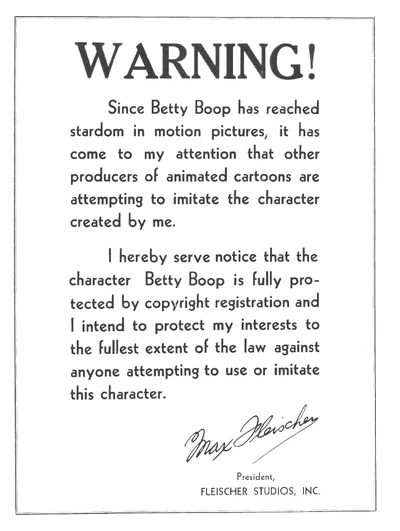 WARNING!
Since Betty Boop has reached
stardom in motion pictures, it has
come to my attention that other
producers of animated cartoons are
attempting to imitate the character
created by me.
I hereby serve notice that the
character Betty Boop is fully pro-
tected by copyright registration and
I intend to protect my interests to
the fullest extent of the law against
anyone attempting to use or imitate
this character.
Max Fleischer
President,
FLEISCHER STUDIOS, INC.